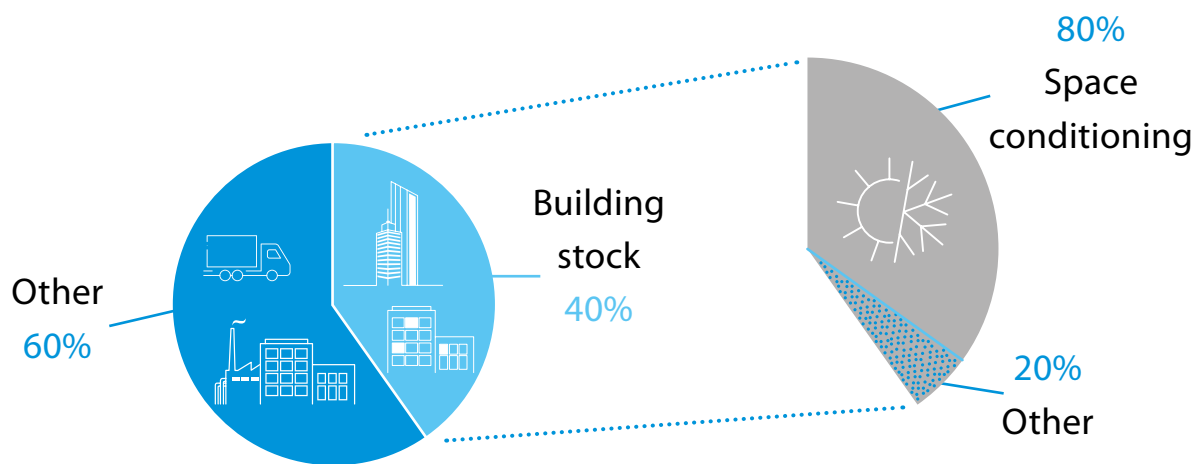 Other
60%
Building
stock
40%
80%
Space
conditioning
20%
Other